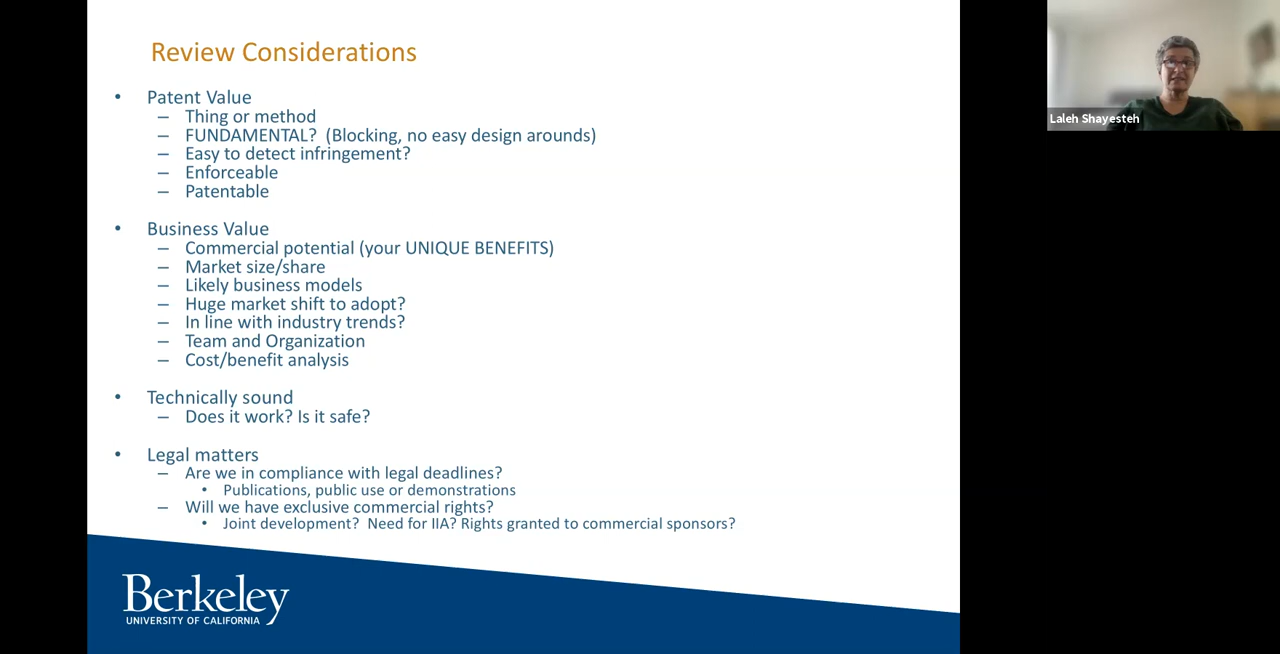 Review Considerations
• Patent Value
– Thing or method
– FUNDAMENTAL? (Blocking, no easy design arounds)
– Easy to detect infringement?
– Enforceable
– Patentable
• Business Value
– Commercial potential (your UNIQUE BENEFITS)
– Market size/share
– Likely business models
– Huge market shift to adopt?
– In line with industry trends?
– Team and Organization
– Cost/benefit analysis
• Technically sound
– Does it work? Is it safe?
• Legal matters
– Are we in compliance with legal deadlines?
• Publications, public use or demonstrations
– Will we have exclusive commercial rights?
• Joint development? Need for IIA? Rights granted to commercial sponsors?
Berkeley
UNIVERSITY OF CALIFORNIA
Laleh Shayesteh